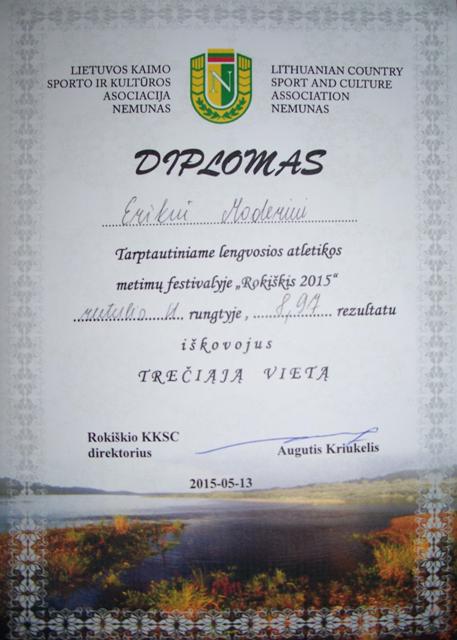 LIETUVOS KAIMO
SPORTO IR KULTŪROS
ASOCIACIJA
NEMUNAS
N
LITHUANIAN COUNTRY
SPORT AND CULTURE
ASSOCIATION
NEMUNAS
DIPLOMAS
Erikui
Tarptautiniame lengvosios atletikos
metimų festivalyje „Rokiškis 2015“
rutulio rungtyje, 8,97 rezultatu
iškovojus
TREČIĄJĄ VIETĄ
Rokiškio KKSC
direktorius
Augutis Kriukelis
2015-05-13